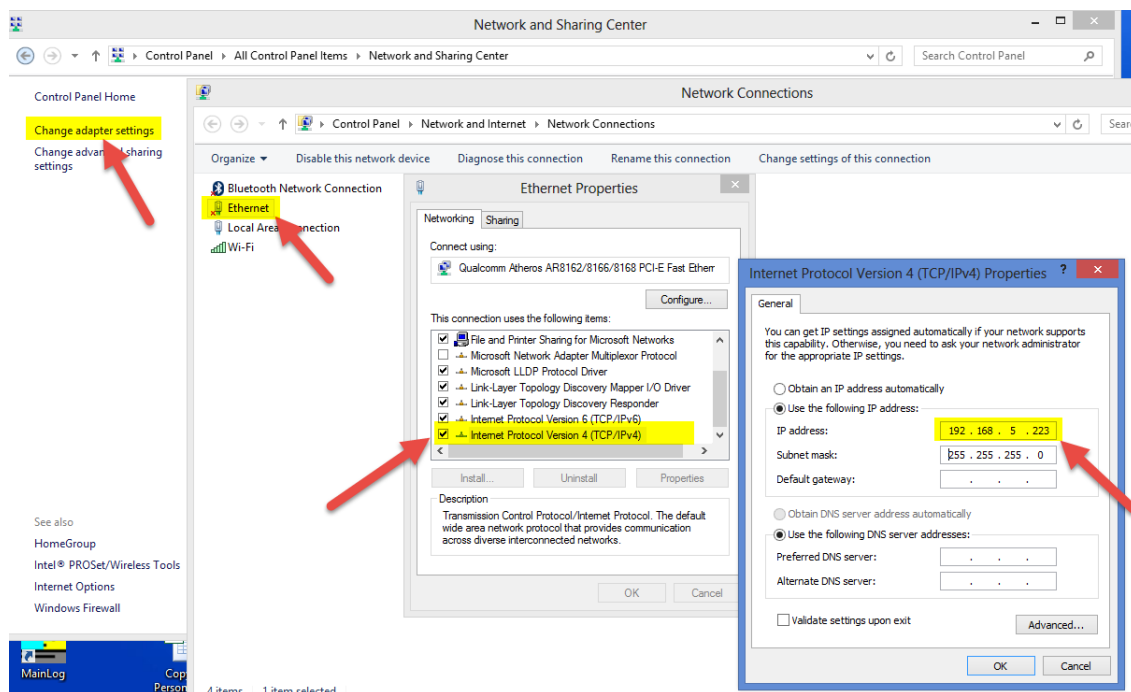 Network and Sharing Center
Control Panel All Control Panel Items Network and Sharing Center
Search Control Panel
Control Panel Home
Change adapter settings
Change advanced sharing
settings
See also
HomeGroup
Intel® PROSet/Wireless Tools
Internet Options
Windows Firewall
MainLog
Network Connections
Control Panel Network and Internet Network Connections
Organize Disable this network device Diagnose this connection Rename this connection Change settings of this connection
Bluetooth Network Connection
Ethernet
Local Area Connection
Wi-Fi
4 items 1 item selected
Ethernet Properties
Networking Sharing
Connect using:
Qualcomm Atheros AR8162/8166/8168 PCI-E Fast Ethern
Configure...
This connection uses the following items:
File and Printer Sharing for Microsoft Networks
Microsoft Network Adapter Multiplexor Protocol
Microsoft LLDP Protocol Driver
Link-Layer Topology Discovery Mapper I/O Driver
Link-Layer Topology Discovery Responder
Internet Protocol Version 6 (TCP/IPv6)
Internet Protocol Version 4 (TCP/IPv4)
Install... Uninstall Properties
Description
Transmission Control Protocol/Internet Protocol. The default
wide area network protocol that provides communication
across diverse interconnected networks.
OK Cancel
Internet Protocol Version 4 (TCP/IPv4) Properties ?
General
You can get IP settings assigned automatically if your network supports
this capability. Otherwise, you need to ask your network administrator
for the appropriate IP settings.
Obtain an IP address automatically
Use the following IP address:
IP address: 192 . 168 . 5 . 223
Subnet mask: 255 . 255 . 255 . 0
Default gateway: . . .
Obtain DNS server address automatically
Use the following DNS server addresses:
Preferred DNS server: . . .
Alternate DNS server: . . .
Validate settings upon exit
Advanced...
OK Cancel